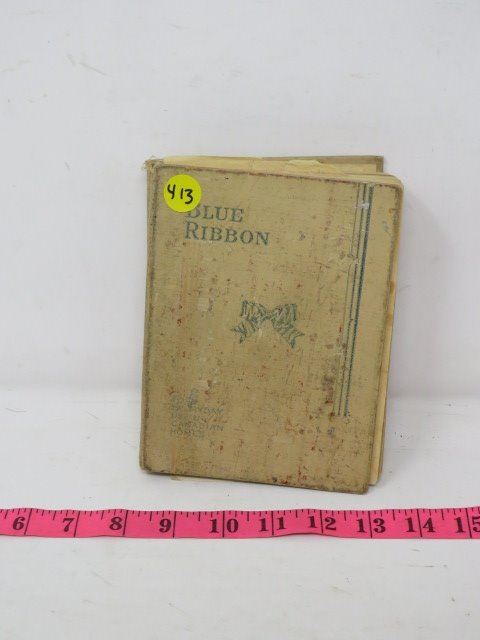 413
BLUE
RIBBON
CANADIAN
HOMES
6 7 8 9 10 11 12 13 14 15